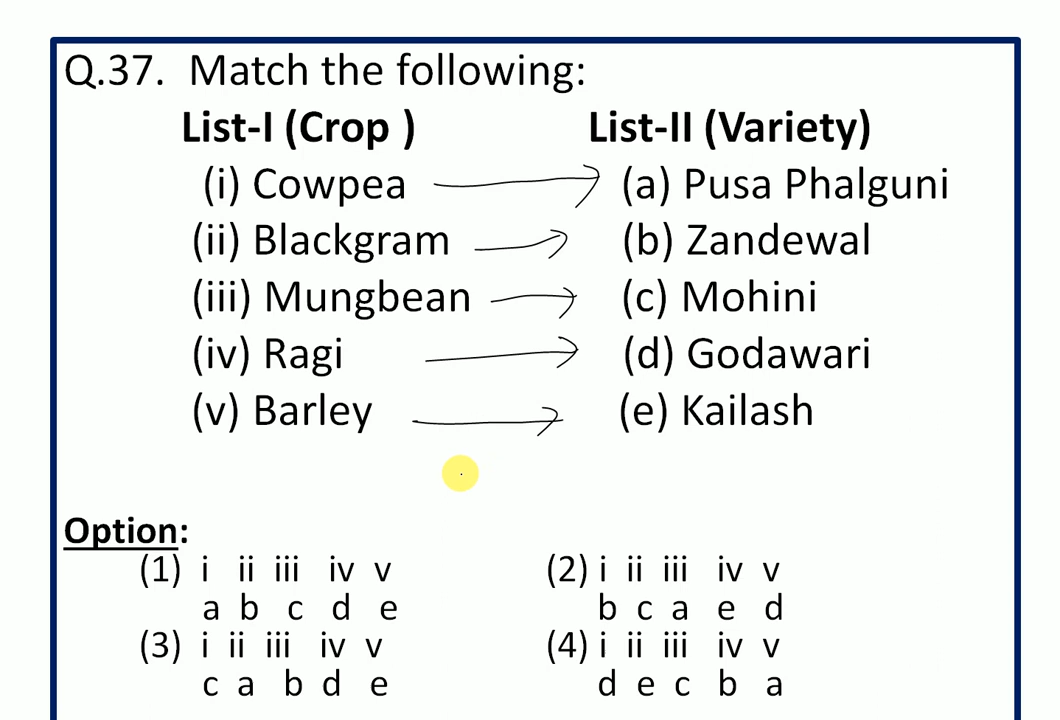 Q.37. Match the following:
List-I (Crop ) List-II (Variety)
(i) Cowpea (a) Pusa Phalguni
(ii) Blackgram (b) Zandewal
(iii) Mungbean (c) Mohini
(iv) Ragi (d) Godawari
(v) Barley (e) Kailash
Option:
(1) i ii iii iv v (2) i ii iii iv v
a b c d e b c a e d
(3) i ii iii iv v (4) i ii iii iv v
c a b d e d e c b a